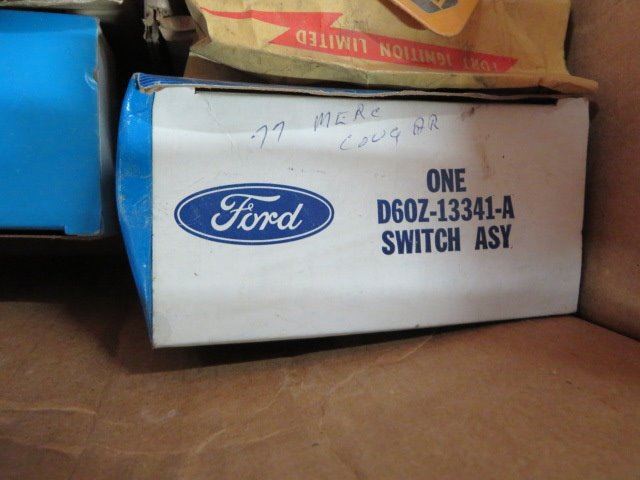 FORT IGNITION LIMITED
'77 MERC
COUGAR
Ford
ONE
D6OZ-13341-A
SWITCH ASY